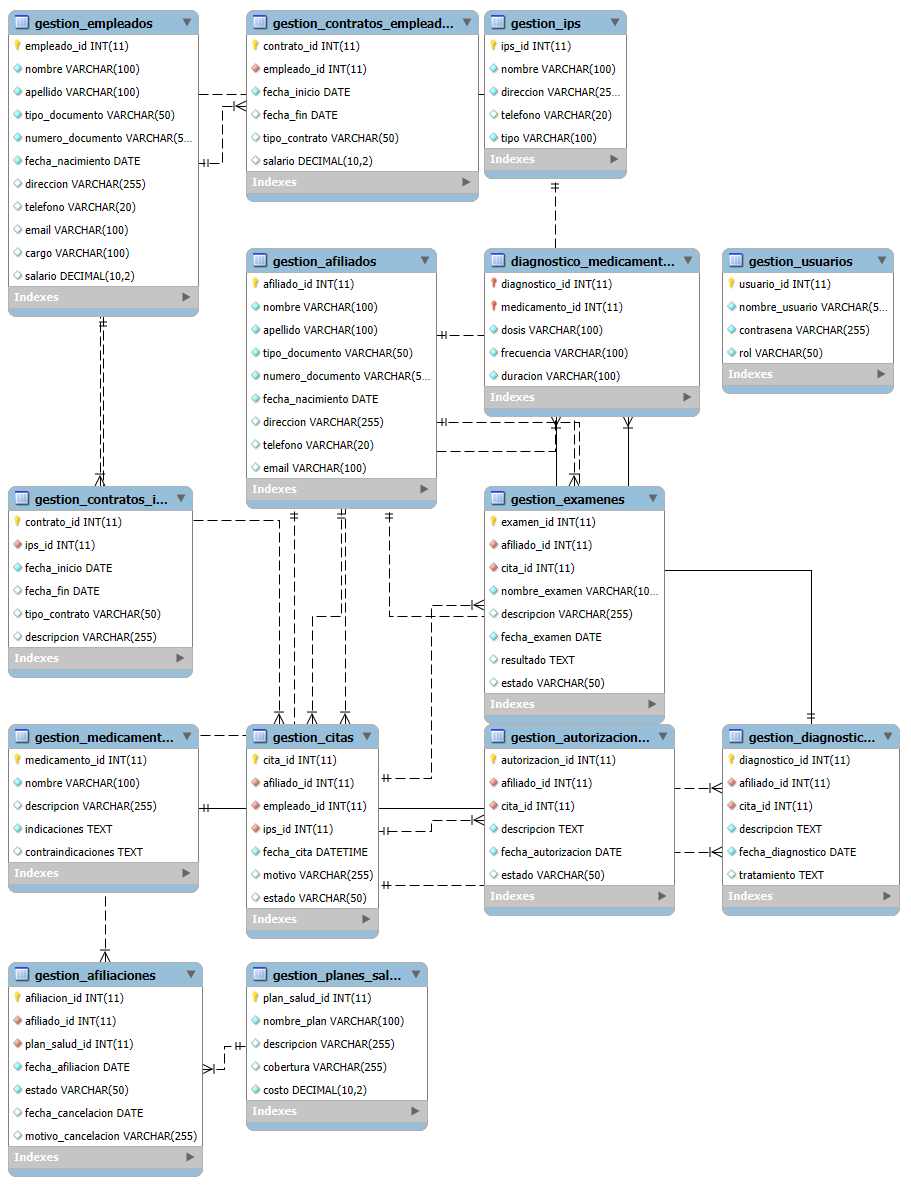 gestion_empleados
empleado_id INT(11)
nombre VARCHAR(100)
apellido VARCHAR(100)
tipo_documento VARCHAR(50)
numero_documento VARCHAR(5...
fecha_nacimiento DATE
direccion VARCHAR(255)
telefono VARCHAR(20)
email VARCHAR(100)
cargo VARCHAR(100)
salario DECIMAL(10,2)
Indexes
gestion_contratos_emplead...
contrato_id INT(11)
empleado_id INT(11)
fecha_inicio DATE
fecha_fin DATE
tipo_contrato VARCHAR(50)
salario DECIMAL(10,2)
Indexes
gestion_ips
ips_id INT(11)
nombre VARCHAR(100)
direccion VARCHAR(25...
telefono VARCHAR(20)
tipo VARCHAR(100)
Indexes
gestion_afiliados
afiliado_id INT(11)
nombre VARCHAR(100)
apellido VARCHAR(100)
tipo_documento VARCHAR(50)
numero_documento VARCHAR(5...
fecha_nacimiento DATE
direccion VARCHAR(255)
telefono VARCHAR(20)
email VARCHAR(100)
Indexes
diagnostico_medicament...
diagnostico_id INT(11)
medicamento_id INT(11)
dosis VARCHAR(100)
frecuencia VARCHAR(100)
duracion VARCHAR(100)
Indexes
gestion_usuarios
usuario_id INT(11)
nombre_usuario VARCHAR(5...
contrasena VARCHAR(255)
rol VARCHAR(50)
Indexes
gestion_contratos_i...
contrato_id INT(11)
ips_id INT(11)
fecha_inicio DATE
fecha_fin DATE
tipo_contrato VARCHAR(50)
descripcion VARCHAR(255)
Indexes
gestion_examenes
examen_id INT(11)
afiliado_id INT(11)
cita_id INT(11)
nombre_examen VARCHAR(10...
descripcion VARCHAR(255)
fecha_examen DATE
resultado TEXT
estado VARCHAR(50)
Indexes
gestion_medicament...
medicamento_id INT(11)
nombre VARCHAR(100)
descripcion VARCHAR(255)
indicaciones TEXT
contraindicaciones TEXT
Indexes
gestion_citas
cita_id INT(11)
afiliado_id INT(11)
empleado_id INT(11)
ips_id INT(11)
fecha_cita DATETIME
motivo VARCHAR(255)
estado VARCHAR(50)
Indexes
gestion_autorizacion...
autorizacion_id INT(11)
afiliado_id INT(11)
cita_id INT(11)
descripcion TEXT
fecha_autorizacion DATE
estado VARCHAR(50)
Indexes
gestion_diagnostic...
diagnostico_id INT(11)
afiliado_id INT(11)
cita_id INT(11)
descripcion TEXT
fecha_diagnostico DATE
tratamiento TEXT
Indexes
gestion_afiliaciones
afiliacion_id INT(11)
afiliado_id INT(11)
plan_salud_id INT(11)
fecha_afiliacion DATE
estado VARCHAR(50)
fecha_cancelacion DATE
motivo_cancelacion VARCHAR(255)
Indexes
gestion_planes_sal...
plan_salud_id INT(11)
nombre_plan VARCHAR(100)
descripcion VARCHAR(255)
cobertura VARCHAR(255)
costo DECIMAL(10,2)
Indexes